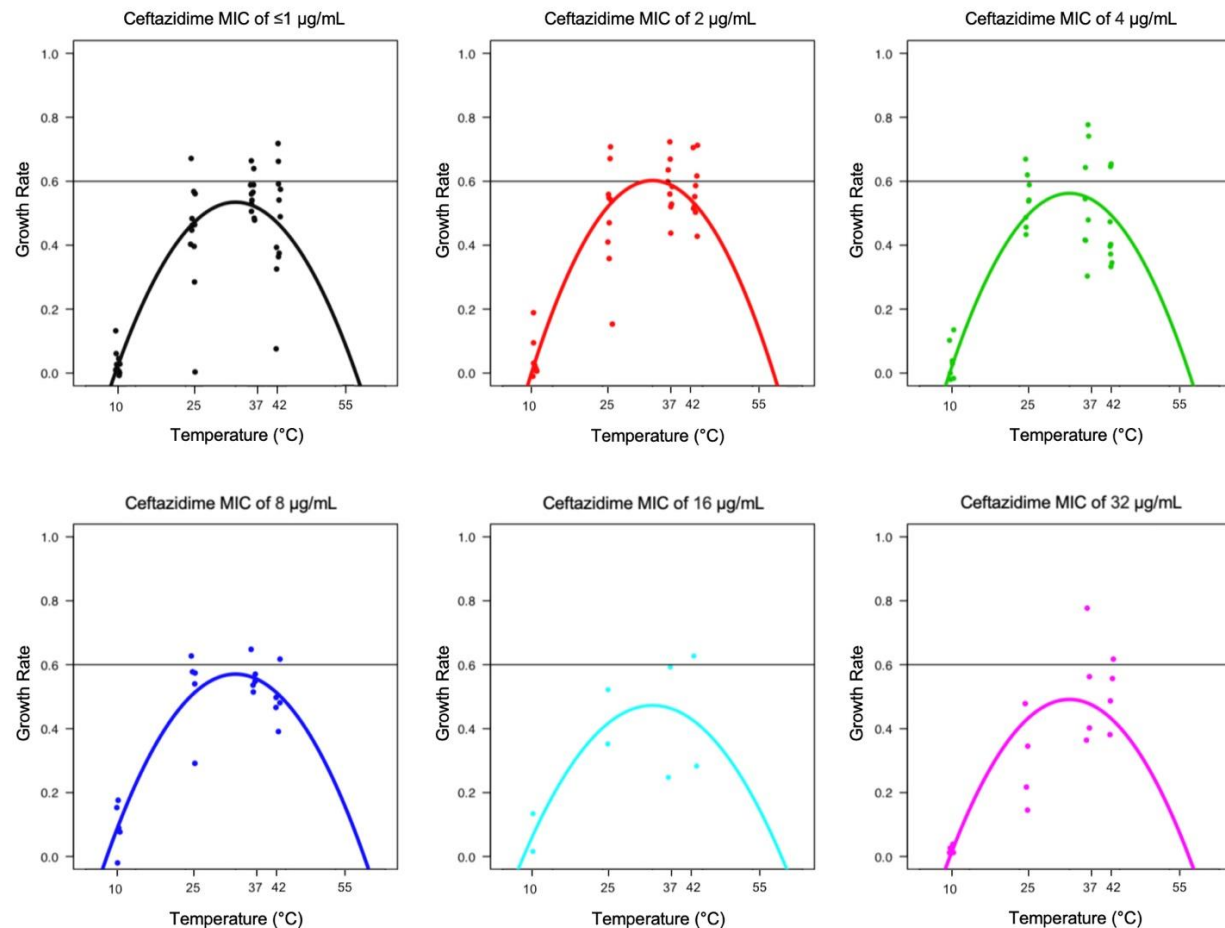 Ceftazidime MIC of ≤1 µg/mL
1.0
0.8
0.6
0.4
0.2
0.0
Growth Rate
10 25 37 42 55
Temperature (°C)
Ceftazidime MIC of 2 µg/mL
1.0
0.8
0.6
0.4
0.2
0.0
Growth Rate
10 25 37 42 55
Temperature (°C)
Ceftazidime MIC of 4 µg/mL
1.0
0.8
0.6
0.4
0.2
0.0
Growth Rate
10 25 37 42 55
Temperature (°C)
Ceftazidime MIC of 8 µg/mL
1.0
0.8
0.6
0.4
0.2
0.0
Growth Rate
10 25 37 42 55
Temperature (°C)
Ceftazidime MIC of 16 µg/mL
1.0
0.8
0.6
0.4
0.2
0.0
Growth Rate
10 25 37 42 55
Temperature (°C)
Ceftazidime MIC of 32 µg/mL
1.0
0.8
0.6
0.4
0.2
0.0
Growth Rate
10 25 37 42 55
Temperature (°C)